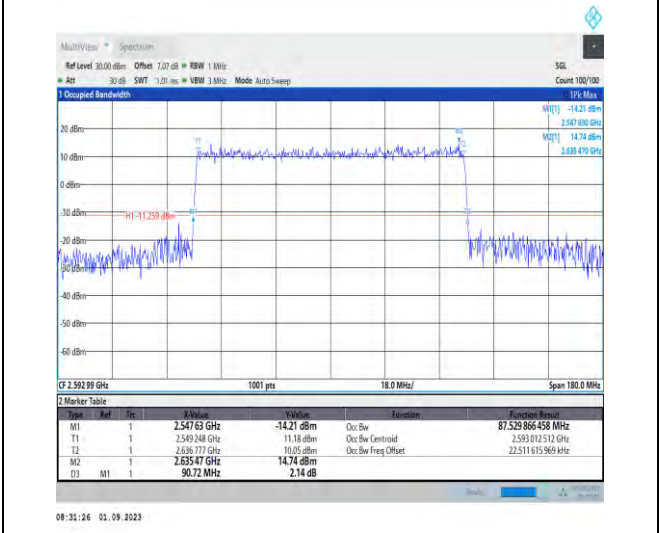 MultiView Spectrum
Ref Level 30.00 dBm Offset 7.07 dB RBW 1 MHz SGL
Att 30 dB SWT 1.01 ms VBW 3 MHz Mode Auto Sweep Count 100/100
1 Occupied Bandwidth 1Pk Max
M1[1] -14.21 dBm
2.547 630 GHz
M2[1] 14.74 dBm
2.635 470 GHz
20 dBm
M2
T1
T2
10 dBm
0 dBm
-10 dBm
H1 -11.259 dBm
M1
D3
-20 dBm
-30 dBm
-40 dBm
-50 dBm
-60 dBm
CF 2.592 99 GHz 1001 pts 18.0 MHz/ Span 180.0 MHz
2 Marker Table
Type Ref Trc X-Value Y-Value Function Function Result
M1 1 2.547 63 GHz -14.21 dBm Occ Bw 87.529 866 458 MHz
T1 1 2.549 248 GHz 11.18 dBm Occ Bw Centroid 2.593 012 512 GHz
T2 1 2.636 777 GHz 10.05 dBm Occ Bw Freq Offset 22.511 615 969 kHz
M2 1 2.635 47 GHz 14.74 dBm
D3 M1 1 90.72 MHz 2.14 dB
08:31:26 01.09.2023